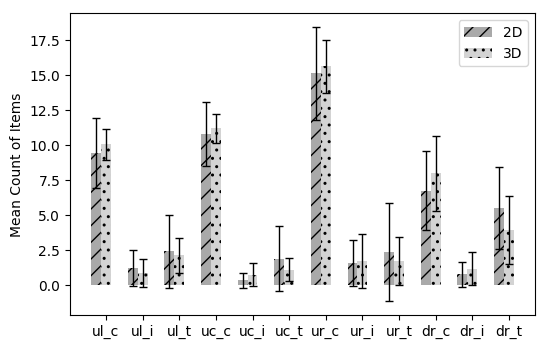 2D
3D
Mean Count of Items
17.5
15.0
12.5
10.0
7.5
5.0
2.5
0.0
ul_c ul_i ul_t uc_c uc_i uc_t ur_c ur_i ur_t dr_c dr_i dr_t